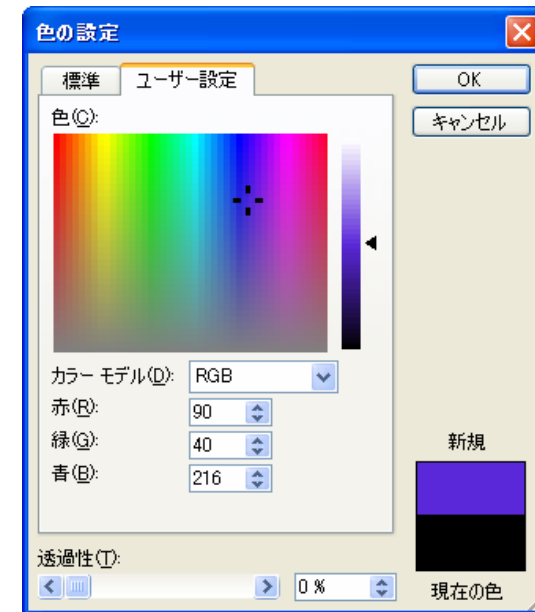 色の設定
標準 ユーザー設定
OK
キャンセル
色(C):
カラー モデル(D): RGB
赤(R): 90
緑(G): 40
青(B): 216
新規
現在の色
透過性(T):
0 %